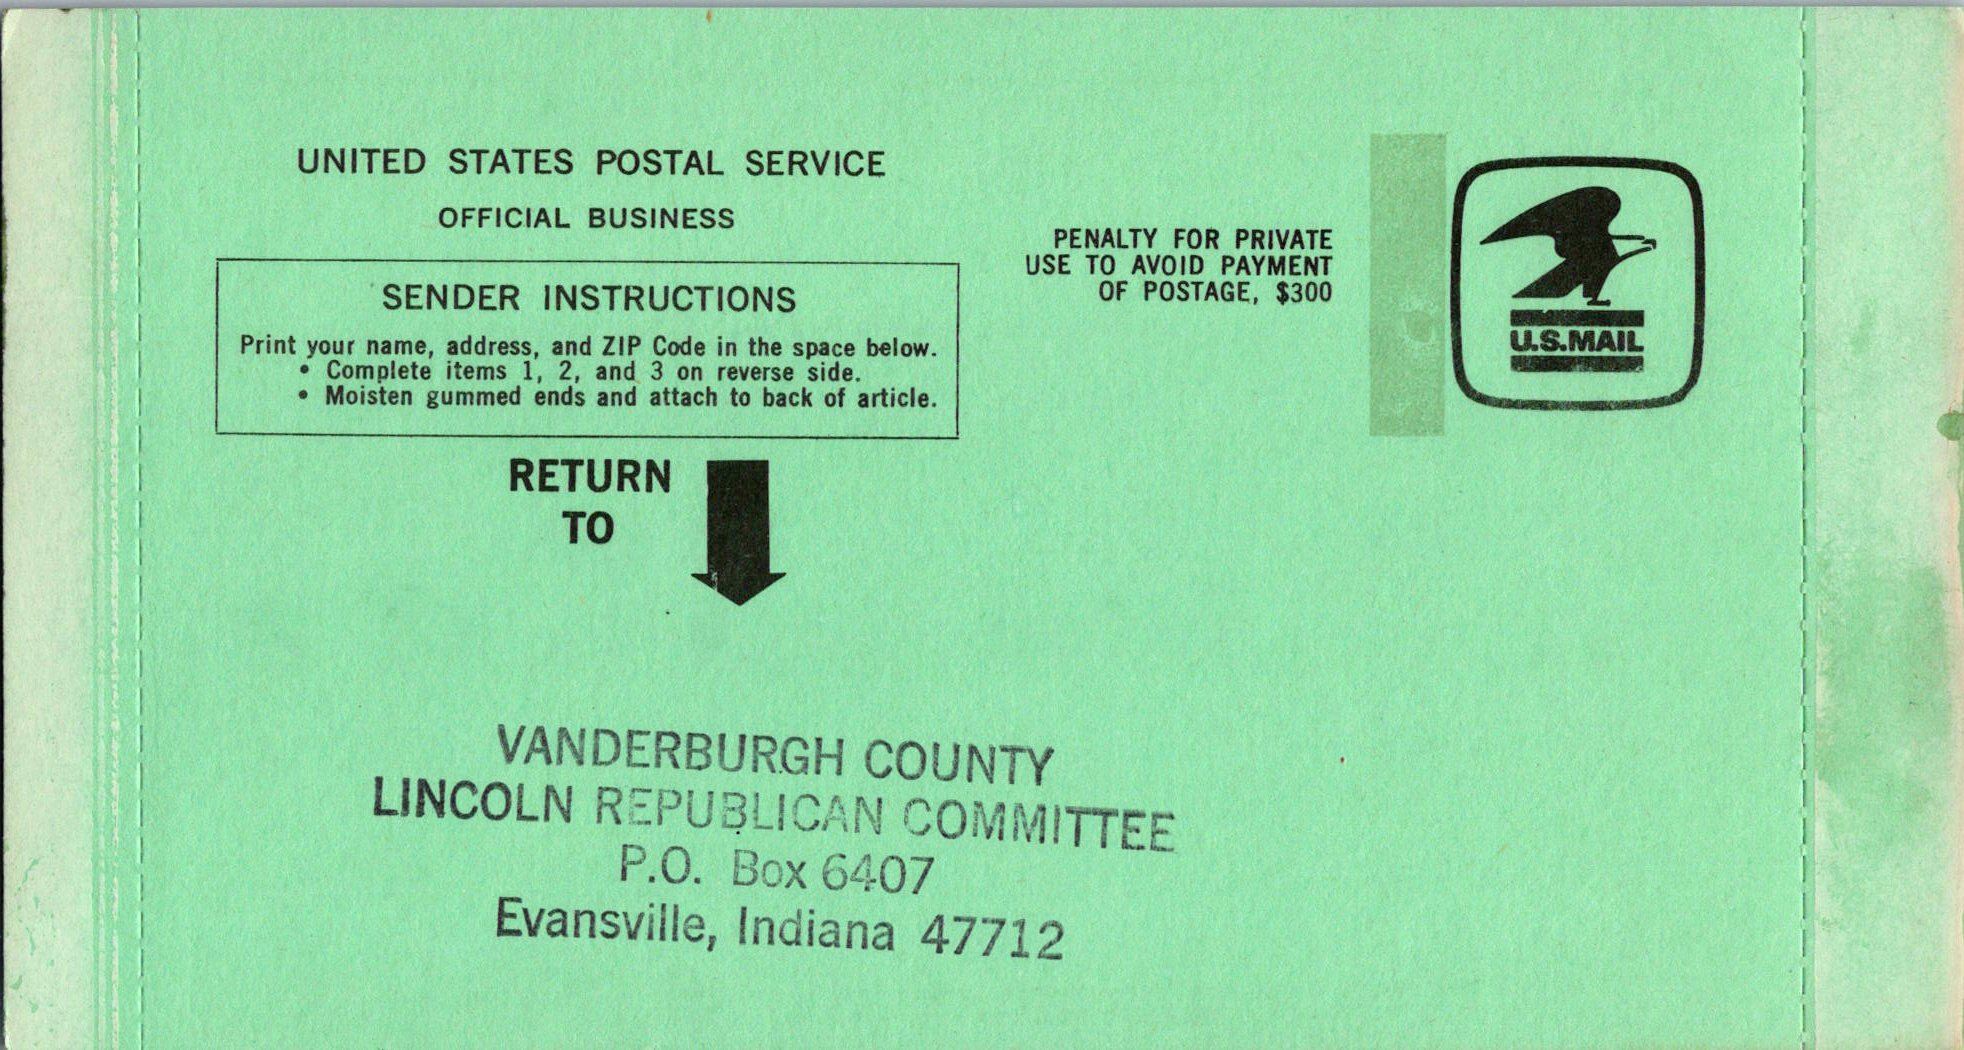 UNITED STATES POSTAL SERVICE
OFFICIAL BUSINESS
SENDER INSTRUCTIONS
Print your name, address, and ZIP Code in the space below.
• Complete items 1, 2, and 3 on reverse side.
• Moisten gummed ends and attach to back of article.
PENALTY FOR PRIVATE
USE TO AVOID PAYMENT
OF POSTAGE, $300
U.S.MAIL
RETURN
TO
VANDERBURGH COUNTY
LINCOLN REPUBLICAN COMMITTEE
P.O. Box 6407
Evansville, Indiana 47712